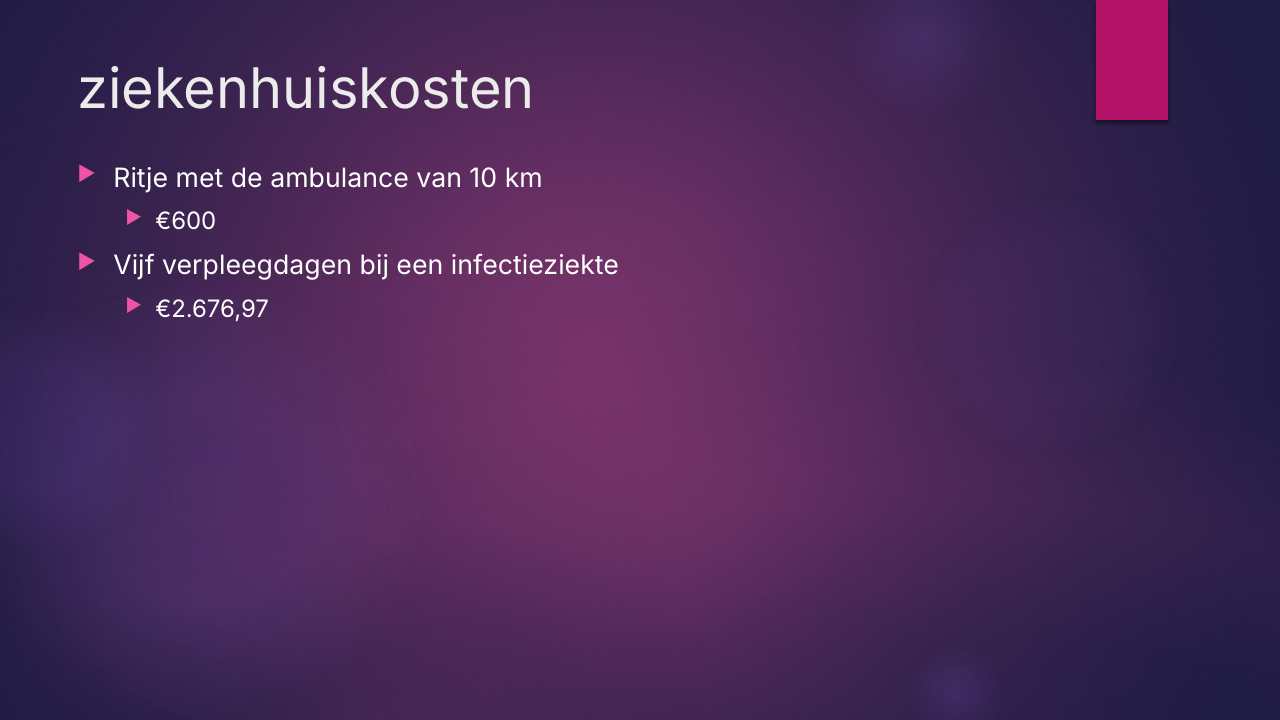 ziekenhuiskosten
Ritje met de ambulance van 10 km
€600
Vijf verpleegdagen bij een infectieziekte
€2.676,97